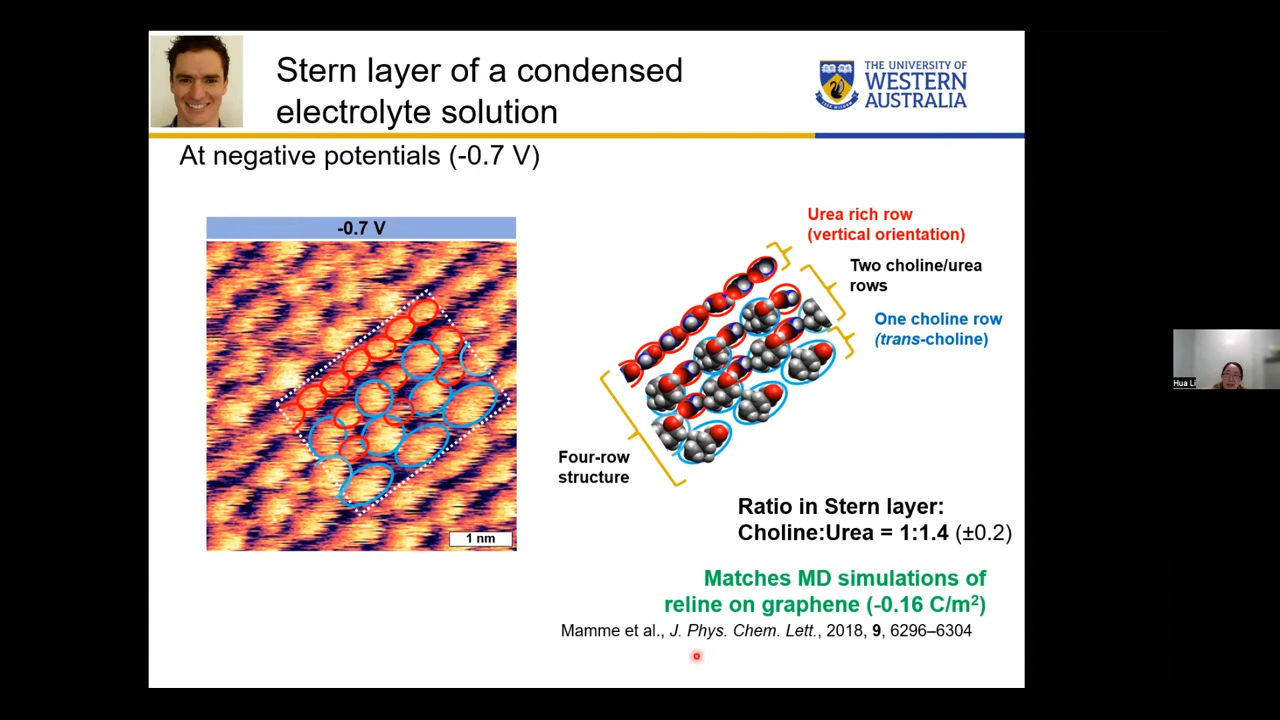 Stern layer of a condensed
electrolyte solution
THE UNIVERSITY OF
WESTERN
AUSTRALIA
At negative potentials (-0.7 V)
-0.7 V
1 nm
Urea rich row
(vertical orientation)
Two choline/urea
rows
One choline row
(trans-choline)
Four-row
structure
Ratio in Stern layer:
Choline:Urea = 1:1.4 (±0.2)
Matches MD simulations of
reline on graphene (-0.16 C/m²)
Mamme et al., J. Phys. Chem. Lett., 2018, 9, 6296–6304
Hua Li